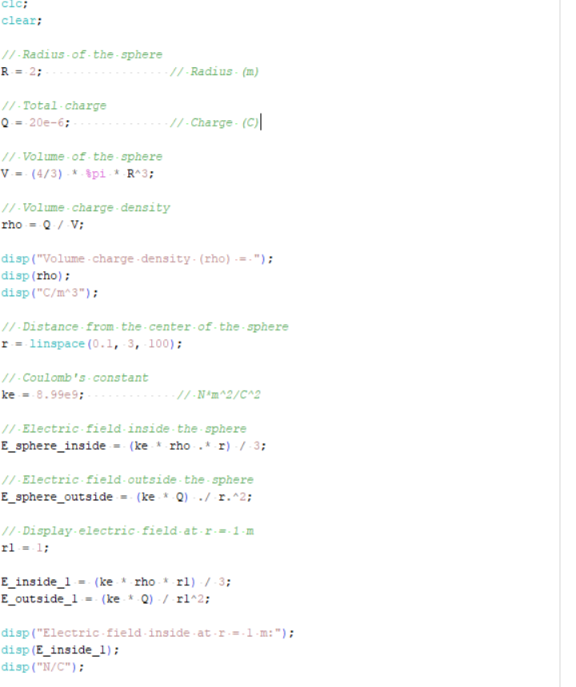 clc;
clear;
// Radius of the sphere
R = 2; // Radius (m)
// Total charge
Q = 20e-6; // Charge (C)
// Volume of the sphere
V = (4/3) * %pi * R^3;
// Volume charge density
rho = Q / V;
disp("Volume charge density (rho) = ");
disp(rho);
disp("C/m^3");
// Distance from the center of the sphere
r = linspace(0.1, 3, 100);
// Coulomb's constant
ke = 8.99e9; // N*m^2/C^2
// Electric field inside the sphere
E_sphere_inside = (ke * rho .* r) / 3;
// Electric field outside the sphere
E_sphere_outside = (ke * Q) ./ r.^2;
// Display electric field at r = 1 m
r1 = 1;
E_inside_1 = (ke * rho * r1) / 3;
E_outside_1 = (ke * Q) / r1^2;
disp("Electric field inside at r = 1 m:");
disp(E_inside_1);
disp("N/C");